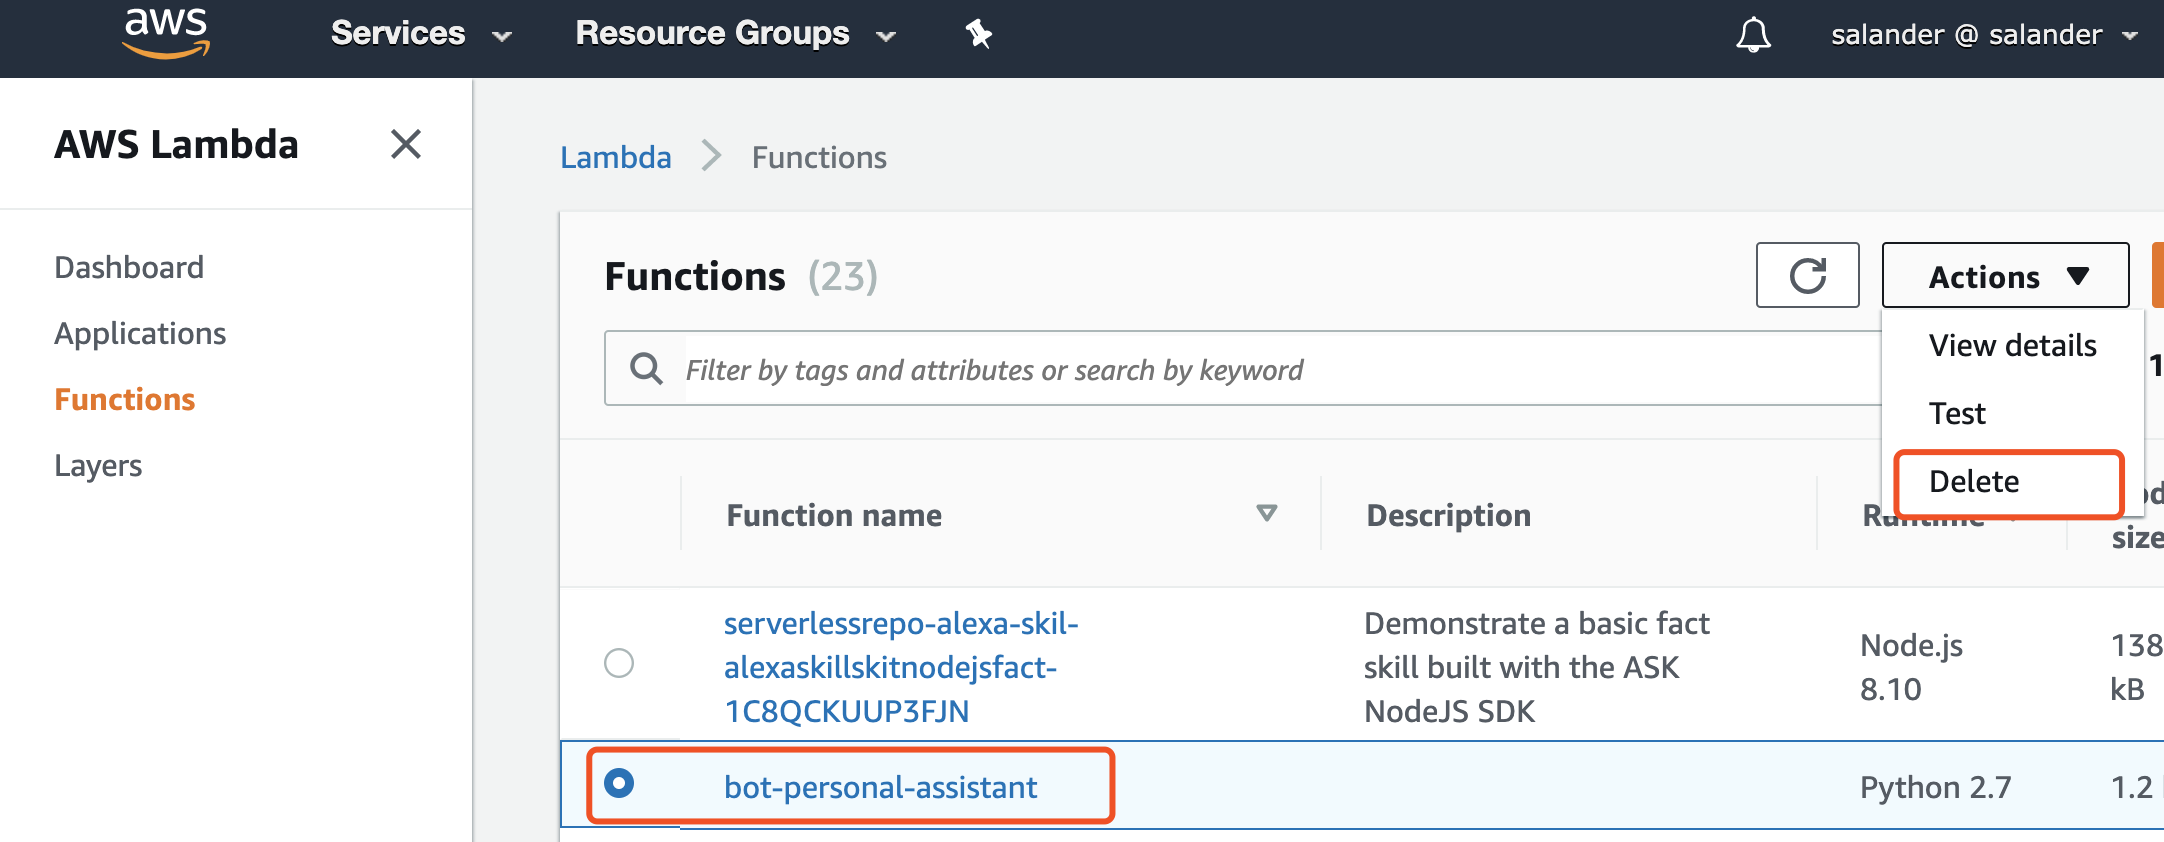 aws
Services
Resource Groups
salander @ salander
AWS Lambda
Dashboard
Applications
Functions
Layers
Lambda
Functions
Functions (23)
Actions
Filter by tags and attributes or search by keyword
View details
Test
Delete
1
Function name
Description
Runtime
size
serverlessrepo-alexa-skil-
alexaskillskitnodejsfact-
1C8QCKUUP3FJN
Demonstrate a basic fact
skill built with the ASK
NodeJS SDK
Node.js
8.10
138
kB
bot-personal-assistant
Python 2.7
1.2